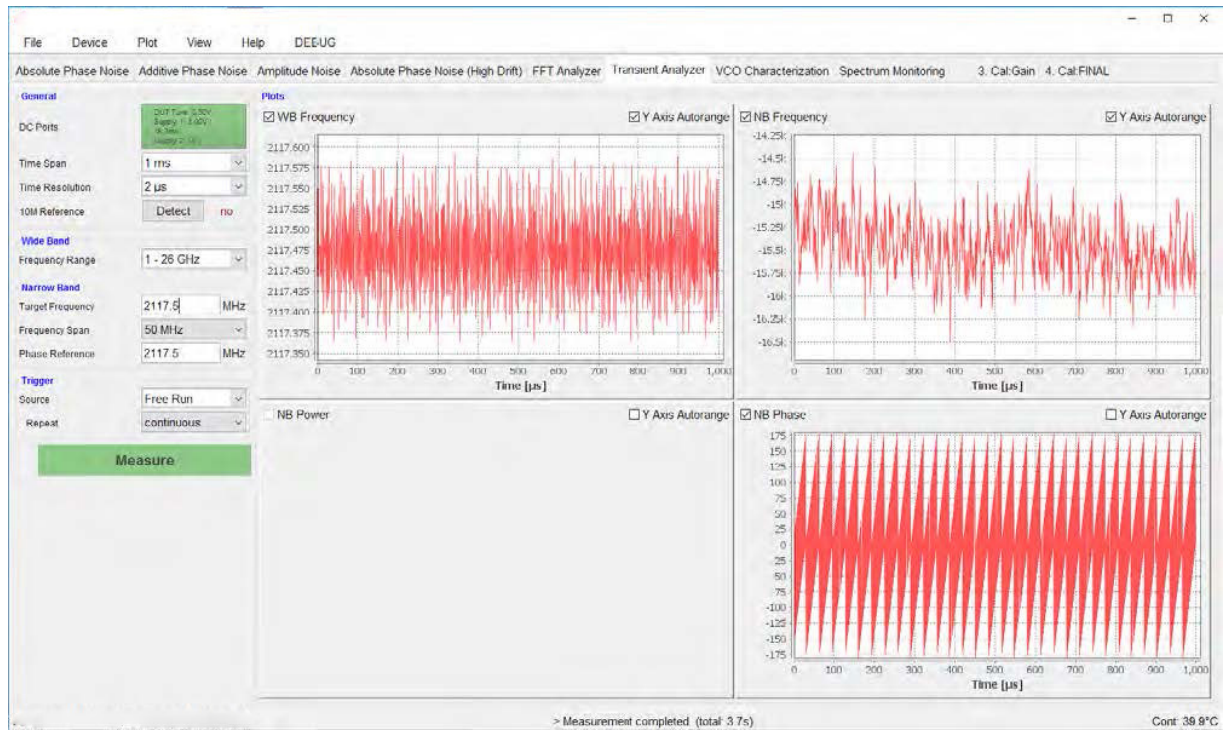 File Device Plot View Help DEBUG
Absolute Phase Noise Additive Phase Noise Amplitude Noise Absolute Phase Noise (High Drift) FFT Analyzer Transient Analyzer VCO Characterization Spectrum Monitoring 3. Cal:Gain 4. Cal:FINAL
General
DC Ports
Time Span 1 ms
Time Resolution 2 µs
10M Reference Detect no
Wide Band
Frequency Range 1 - 26 GHz
Narrow Band
Target Frequency 2117.5 MHz
Frequency Span 50 MHz
Phase Reference 2117.5 MHz
Trigger
Source Free Run
Repeat continuous
Measure
Plots
WB Frequency Y Axis Autorange
2117.600
2117.575
2117.550
2117.525
2117.500
2117.475
2117.450
2117.425
2117.400
2117.375
2117.350
0 100 200 300 400 500 600 700 800 900 1,000
Time [µs]
NB Frequency Y Axis Autorange
-14.25k
-14.5k
-14.75k
-15k
-15.25k
-15.5k
-15.75k
-16k
-16.25k
-16.5k
0 100 200 300 400 500 600 700 800 900 1,000
Time [µs]
NB Power Y Axis Autorange
NB Phase Y Axis Autorange
175
150
125
100
75
50
25
0
25
50
75
-100
-125
-150
-175
0 100 200 300 400 500 600 700 800 900 1,000
Time [µs]
> Measurement completed (total: 3.7s)
Cont: 39.9°C